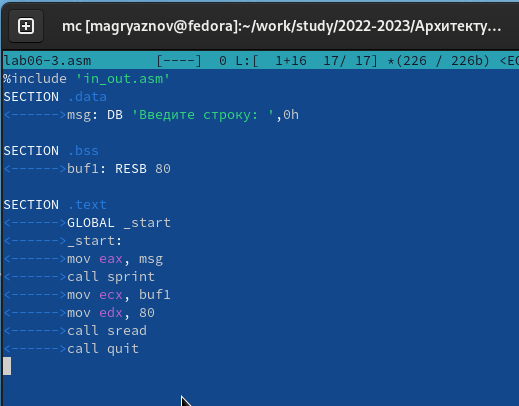 mc [magryaznov@fedora]:~/work/study/2022-2023/Архитекту...
lab06-3.asm [----] 0 L:[ 1+16 17/ 17] *(226 / 226b) <EO
%include 'in_out.asm'
SECTION .data
<------>msg: DB 'Введите строку: ',0h
SECTION .bss
<------>buf1: RESB 80
SECTION .text
<------>GLOBAL _start
<------>_start:
<------>mov eax, msg
<------>call sprint
<------>mov ecx, buf1
<------>mov edx, 80
<------>call sread
<------>call quit